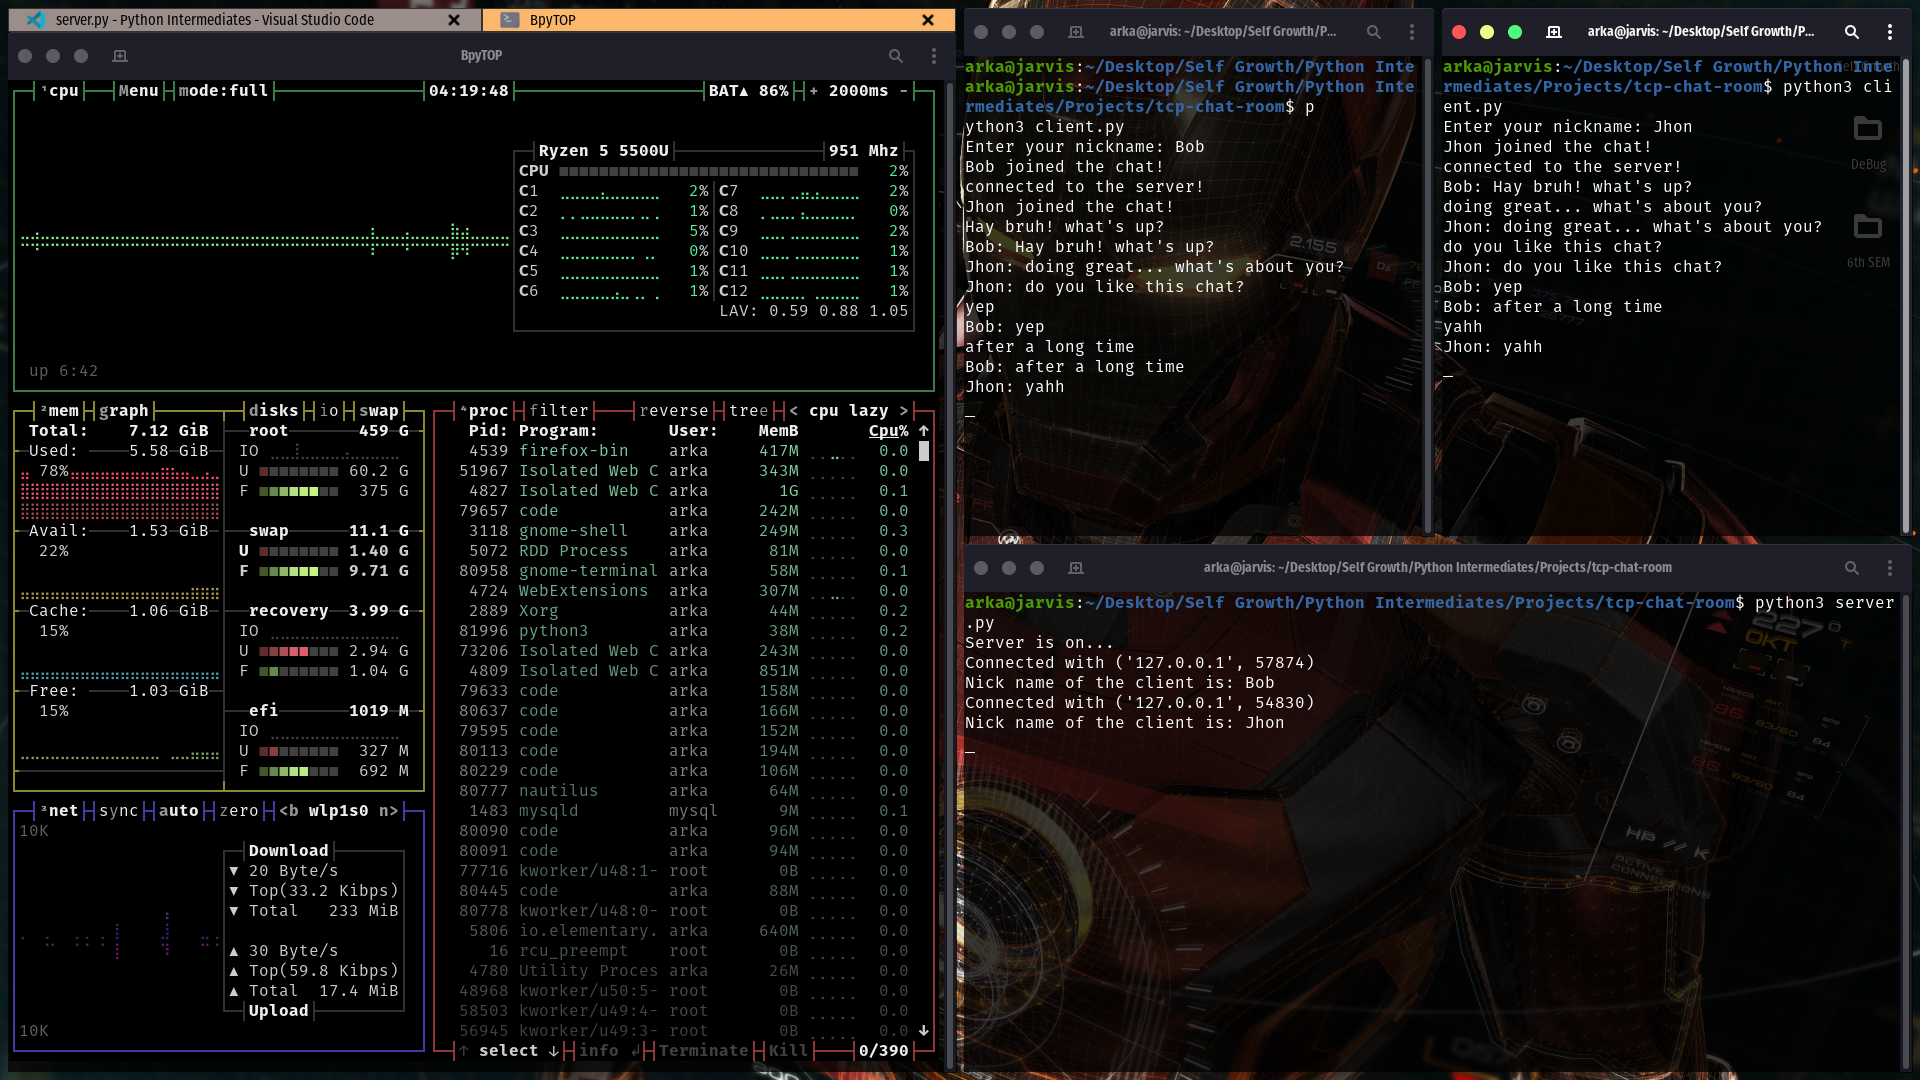 server.py - Python Intermediates - Visual Studio Code
BpyTOP
BpyTOP
¹cpu Menu mode:full 04:19:48 BAT▲ 86% + 2000ms -
Ryzen 5 5500U 951 Mhz
CPU 2%
C1 2% C7 2%
C2 1% C8 0%
C3 5% C9 2%
C4 0% C10 1%
C5 1% C11 1%
C6 1% C12 1%
LAV: 0.59 0.88 1.05
up 6:42
²mem graph
Total: 7.12 GiB
Used: 5.58 GiB
78%
Avail: 1.53 GiB
22%
Cache: 1.06 GiB
15%
Free: 1.03 GiB
15%
disks io swap
root 459 G
IO
U 60.2 G
F 375 G
swap 11.1 G
U 1.40 G
F 9.71 G
recovery 3.99 G
IO
U 2.94 G
F 1.04 G
efi 1019 M
IO
U 327 M
F 692 M
³net sync auto zero <b wlp1s0 n>
10K
Download
▼ 20 Byte/s
▼ Top(33.2 Kibps)
▼ Total 233 MiB
▲ 30 Byte/s
▲ Top(59.8 Kibps)
▲ Total 17.4 MiB
Upload
10K
⁴proc filter reverse tree < cpu lazy >
Pid: Program: User: MemB Cpu% ↑
4539 firefox-bin arka 417M 0.0
51967 Isolated Web C arka 343M 0.0
4827 Isolated Web C arka 1G 0.1
79657 code arka 242M 0.0
3118 gnome-shell arka 249M 0.3
5072 RDD Process arka 81M 0.0
80958 gnome-terminal arka 58M 0.1
4724 WebExtensions arka 307M 0.0
2889 Xorg arka 44M 0.2
81996 python3 arka 38M 0.2
73206 Isolated Web C arka 243M 0.0
4809 Isolated Web C arka 851M 0.0
79633 code arka 158M 0.0
80637 code arka 166M 0.0
79595 code arka 152M 0.0
80113 code arka 194M 0.0
80229 code arka 106M 0.0
80777 nautilus arka 64M 0.0
1483 mysqld mysql 9M 0.1
80090 code arka 96M 0.0
80091 code arka 94M 0.0
77716 kworker/u48:1- root 0B 0.0
80445 code arka 88M 0.0
80778 kworker/u48:0- root 0B 0.0
5806 io.elementary. arka 640M 0.0
16 rcu_preempt root 0B 0.0
4780 Utility Proces arka 26M 0.0
48968 kworker/u50:5- root 0B 0.0
58503 kworker/u49:4- root 0B 0.0
56945 kworker/u49:3- root 0B 0.0 ↓
↑ select ↓ info ↲ Terminate Kill 0/390
arka@jarvis: ~/Desktop/Self Growth/P...
arka@jarvis:~/Desktop/Self Growth/Python Inte
arka@jarvis:~/Desktop/Self Growth/Python Inte
rmediates/Projects/tcp-chat-room$ p
ython3 client.py
Enter your nickname: Bob
Bob joined the chat!
connected to the server!
Jhon joined the chat!
Hay bruh! what's up?
Bob: Hay bruh! what's up?
Jhon: doing great... what's about you?
Jhon: do you like this chat?
yep
Bob: yep
after a long time
Bob: after a long time
Jhon: yahh
arka@jarvis: ~/Desktop/Self Growth/P...
arka@jarvis:~/Desktop/Self Growth/Python Inte
rmediates/Projects/tcp-chat-room$ python3 cli
ent.py
Enter your nickname: Jhon
Jhon joined the chat!
connected to the server!
Bob: Hay bruh! what's up?
doing great... what's about you?
Jhon: doing great... what's about you?
do you like this chat?
Jhon: do you like this chat?
Bob: yep
Bob: after a long time
yahh
Jhon: yahh
DeBug
6th SEM
2.155
arka@jarvis: ~/Desktop/Self Growth/Python Intermediates/Projects/tcp-chat-room
arka@jarvis:~/Desktop/Self Growth/Python Intermediates/Projects/tcp-chat-room$ python3 server
.py
Server is on...
Connected with ('127.0.0.1', 57874)
Nick name of the client is: Bob
Connected with ('127.0.0.1', 54830)
Nick name of the client is: Jhon
227
OKT
86
83/60
84
86
83/60
84
HP // K
ACTIVE
CONNECTIONS